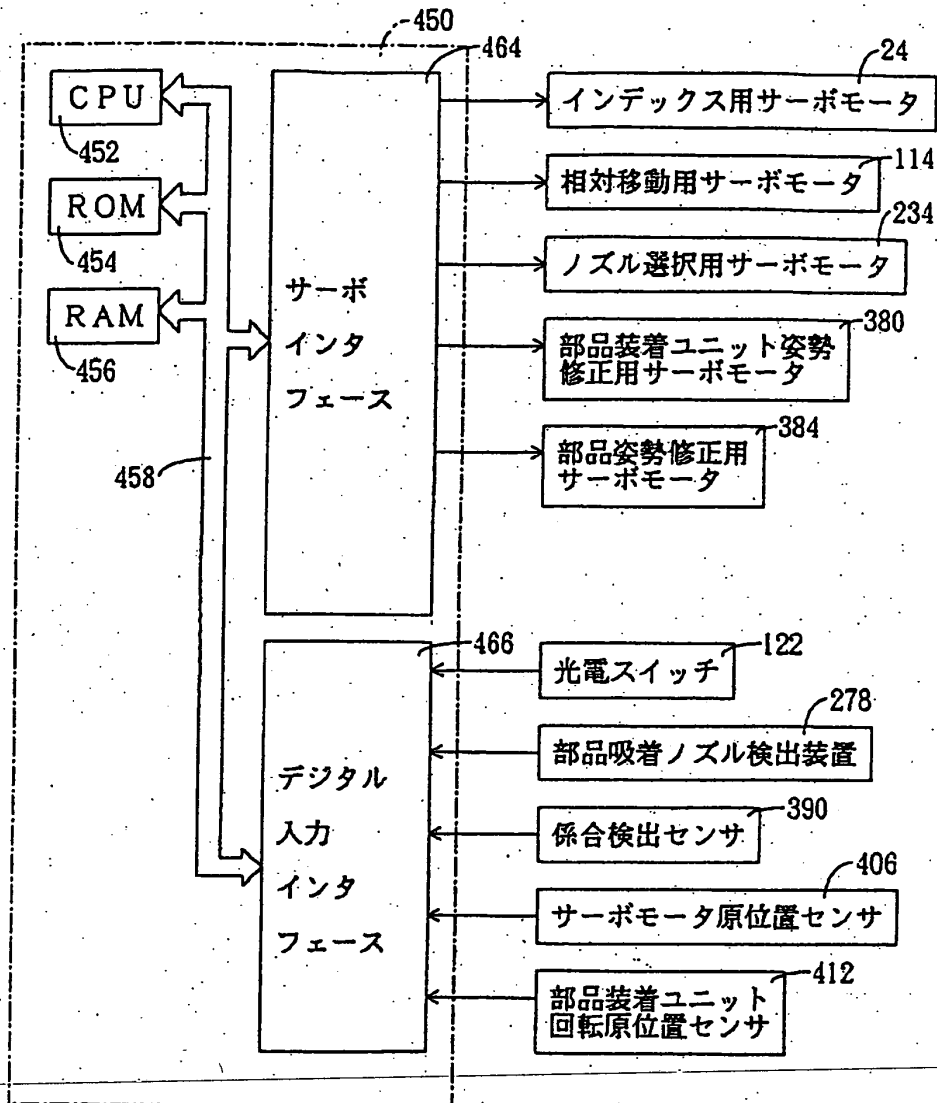 450
464
CPU
452
ROM
454
RAM
456
458
サーボ
インタ
フェース
24
インデックス用サーボモータ
114
相対移動用サーボモータ
234
ノズル選択用サーボモータ
380
部品装着ユニット姿勢
修正用サーボモータ
384
部品姿勢修正用
サーボモータ
466
デジタル
入力
インタ
フェース
122
光電スイッチ
278
部品吸着ノズル検出装置
390
係合検出センサ
406
サーボモータ原位置センサ
412
部品装着ユニット
回転原位置センサ